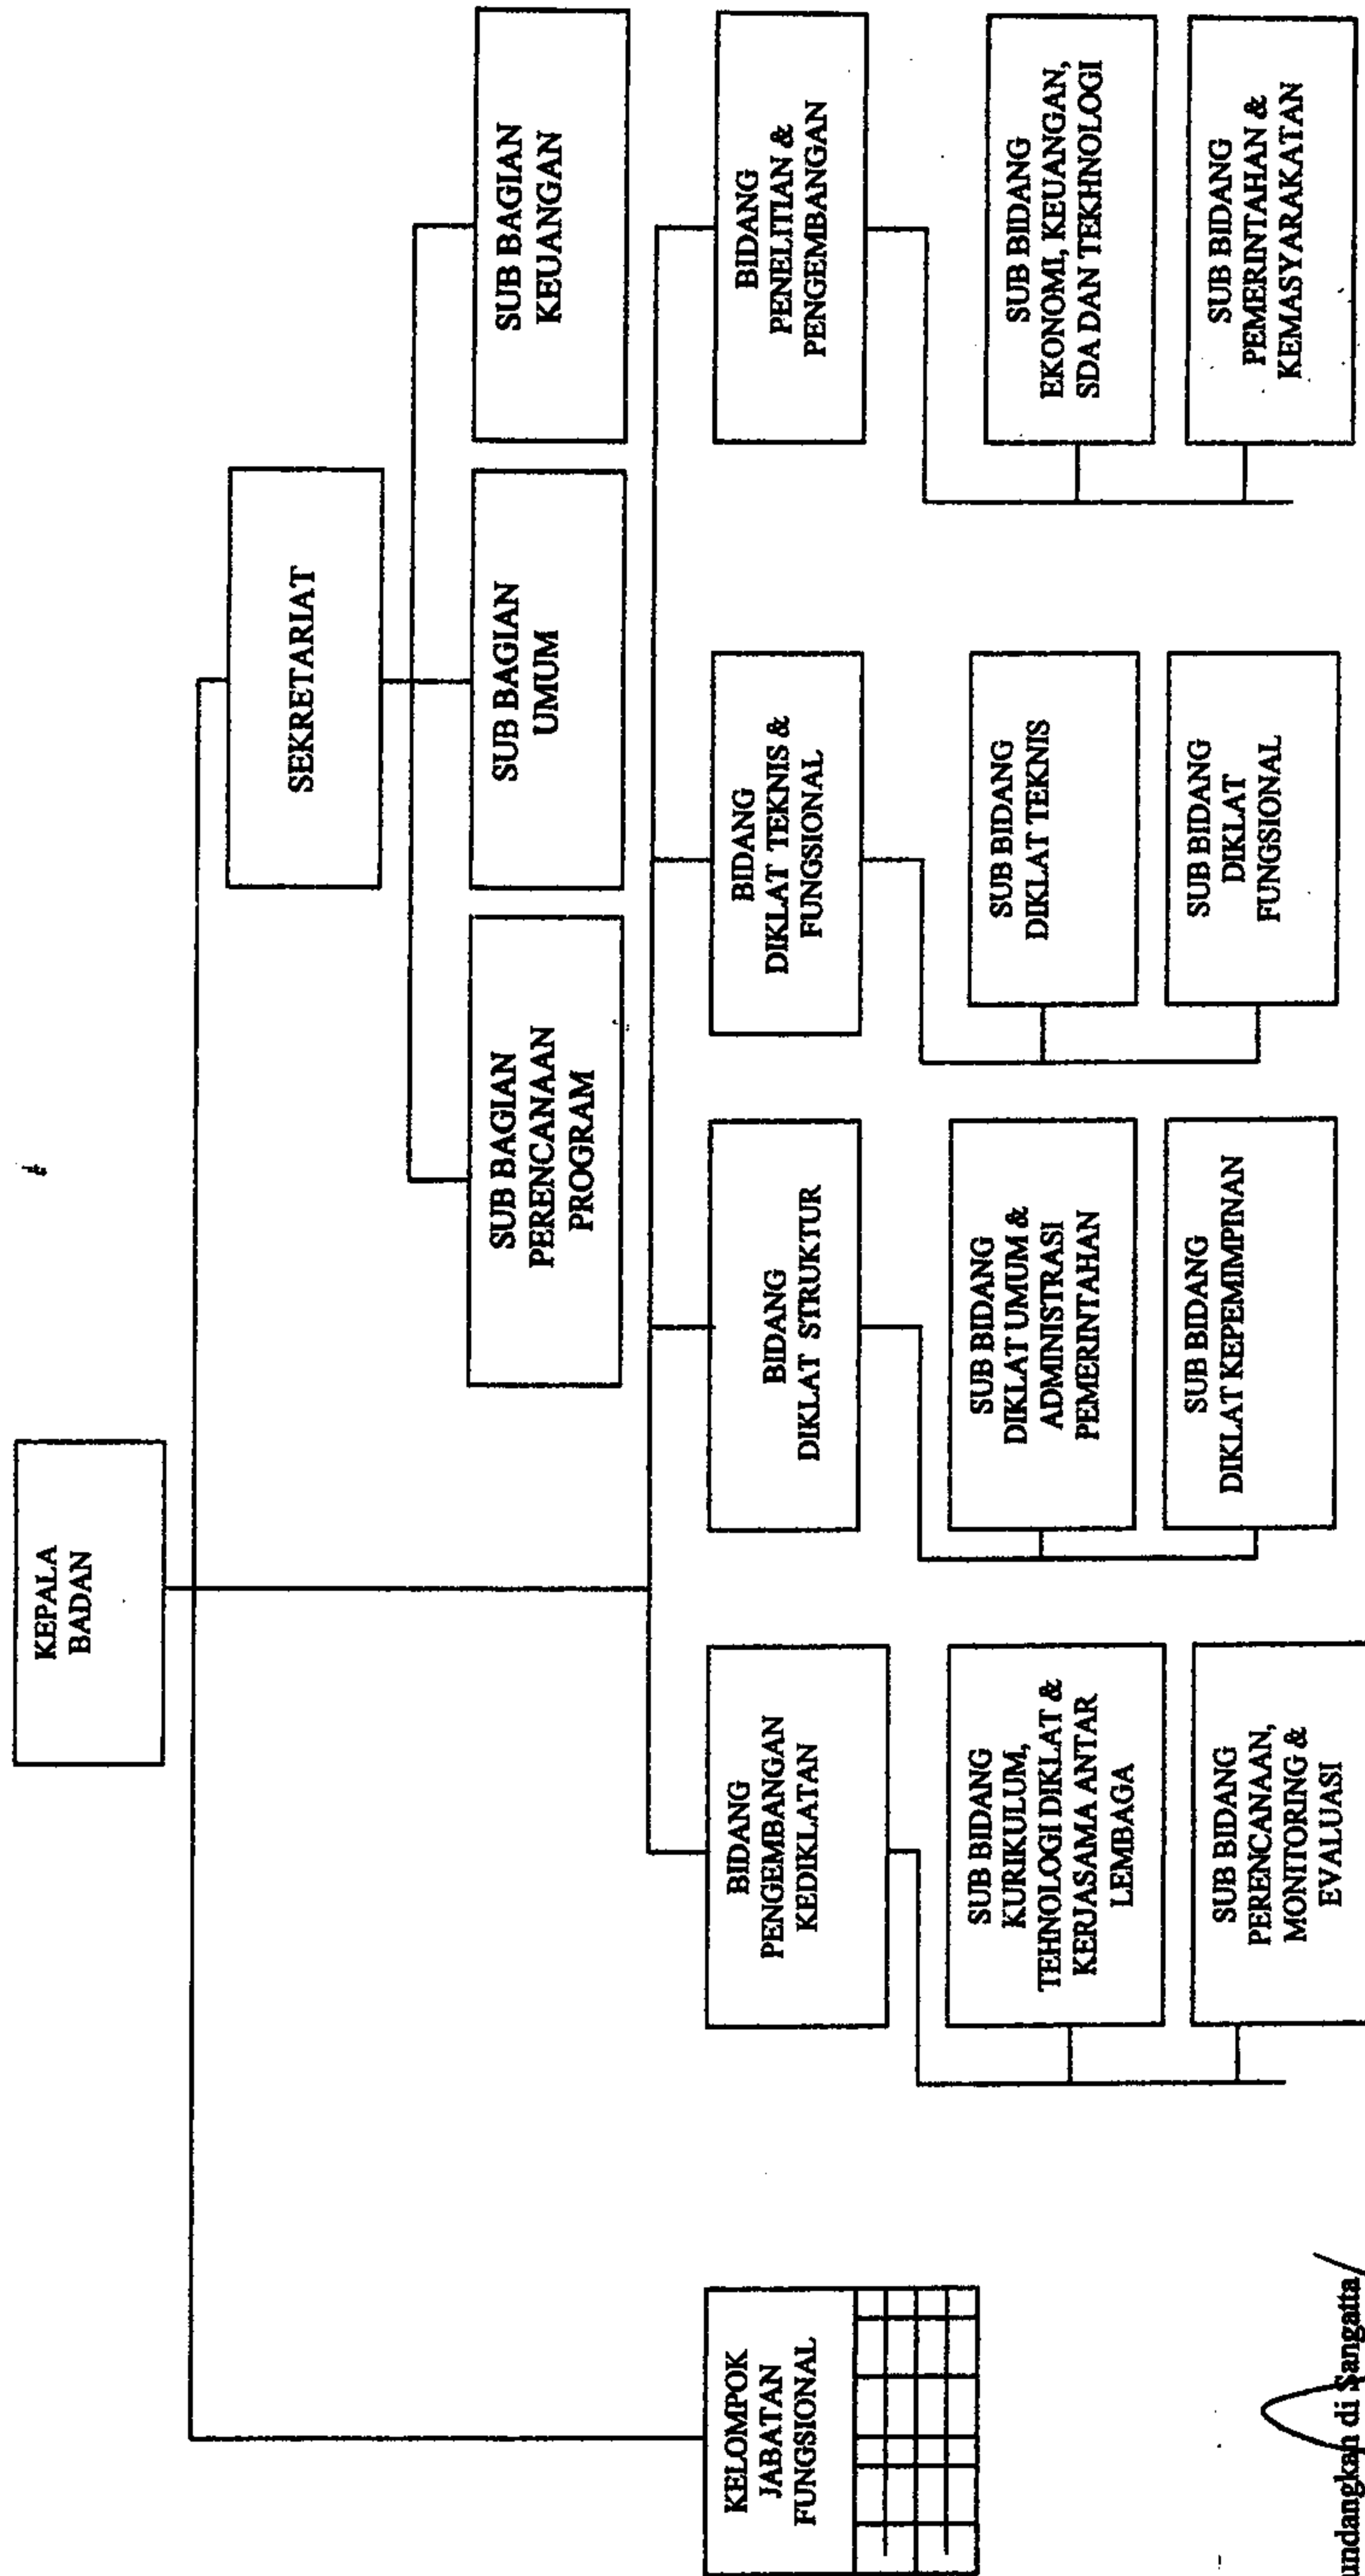 KEPALA
BADAN
SEKRETARIAT
SUB BAGIAN
PERENCANAAN
PROGRAM
SUB BAGIAN
UMUM
SUB BAGIAN
KEUANGAN
KELOMPOK
JABATAN
FUNGSIONAL
BIDANG
PENGEMBANGAN
KEDIKLATAN
BIDANG
DIKLAT STRUKTUR
BIDANG
DIKLAT TEKNIS &
FUNGSIONAL
BIDANG
PENELITIAN &
PENGEMBANGAN
SUB BIDANG
KURIKULUM,
TEHNOLOGI DIKLAT &
KERJASAMA ANTAR
LEMBAGA
SUB BIDANG
DIKLAT UMUM &
ADMINISTRASI
PEMERINTAHAN
SUB BIDANG
DIKLAT TEKNIS
SUB BIDANG
EKONOMI, KEUANGAN,
SDA DAN TEKHNOLOGI
SUB BIDANG
PERENCANAAN,
MONITORING &
EVALUASI
SUB BIDANG
DIKLAT KEPEMIMPINAN
SUB BIDANG
DIKLAT
FUNGSIONAL
SUB BIDANG
PEMERINTAHAN &
KEMASYARAKATAN
undangkan di Sangatta